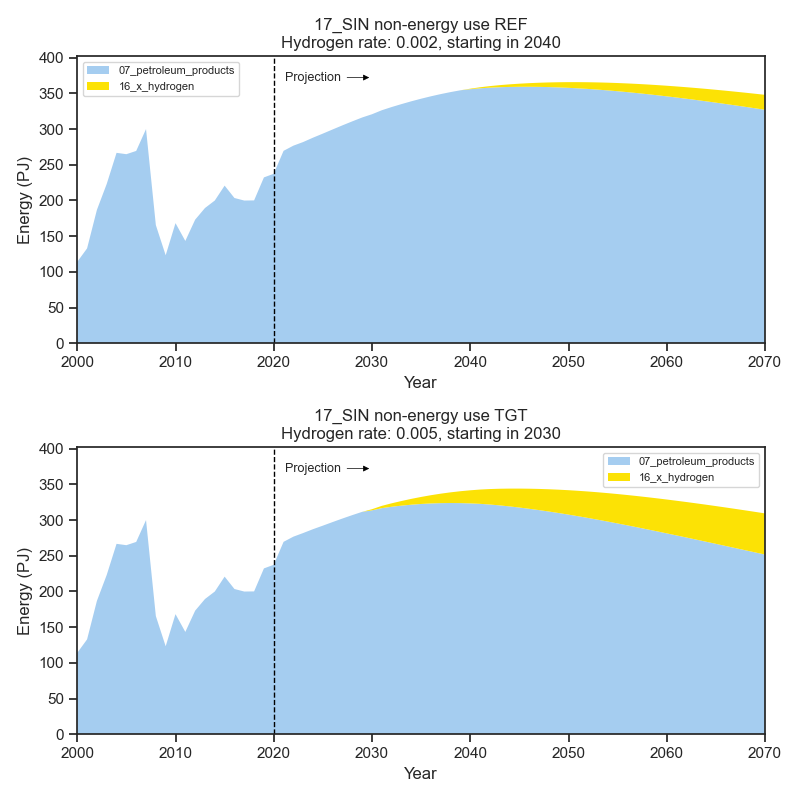 17_SIN non-energy use REF
Hydrogen rate: 0.002, starting in 2040
400
350
300
250
200
150
100
50
0
Energy (PJ)
07_petroleum_products
16_x_hydrogen
Projection
2000 2010 2020 2030 2040 2050 2060 2070
Year
17_SIN non-energy use TGT
Hydrogen rate: 0.005, starting in 2030
400
350
300
250
200
150
100
50
0
Energy (PJ)
Projection
07_petroleum_products
16_x_hydrogen
2000 2010 2020 2030 2040 2050 2060 2070
Year